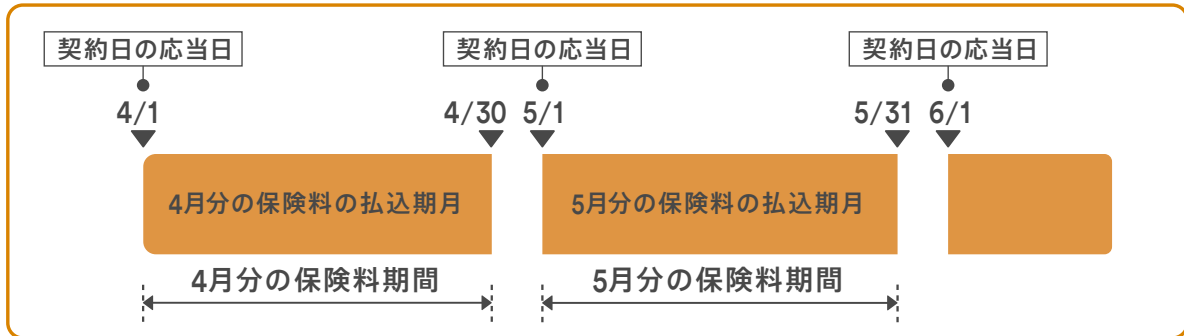 契約日の応当日
契約日の応当日
契約日の応当日
4/1
4/30
5/1
5/31
6/1
4月分の保険料の払込期月
5月分の保険料の払込期月
4月分の保険料期間
5月分の保険料期間